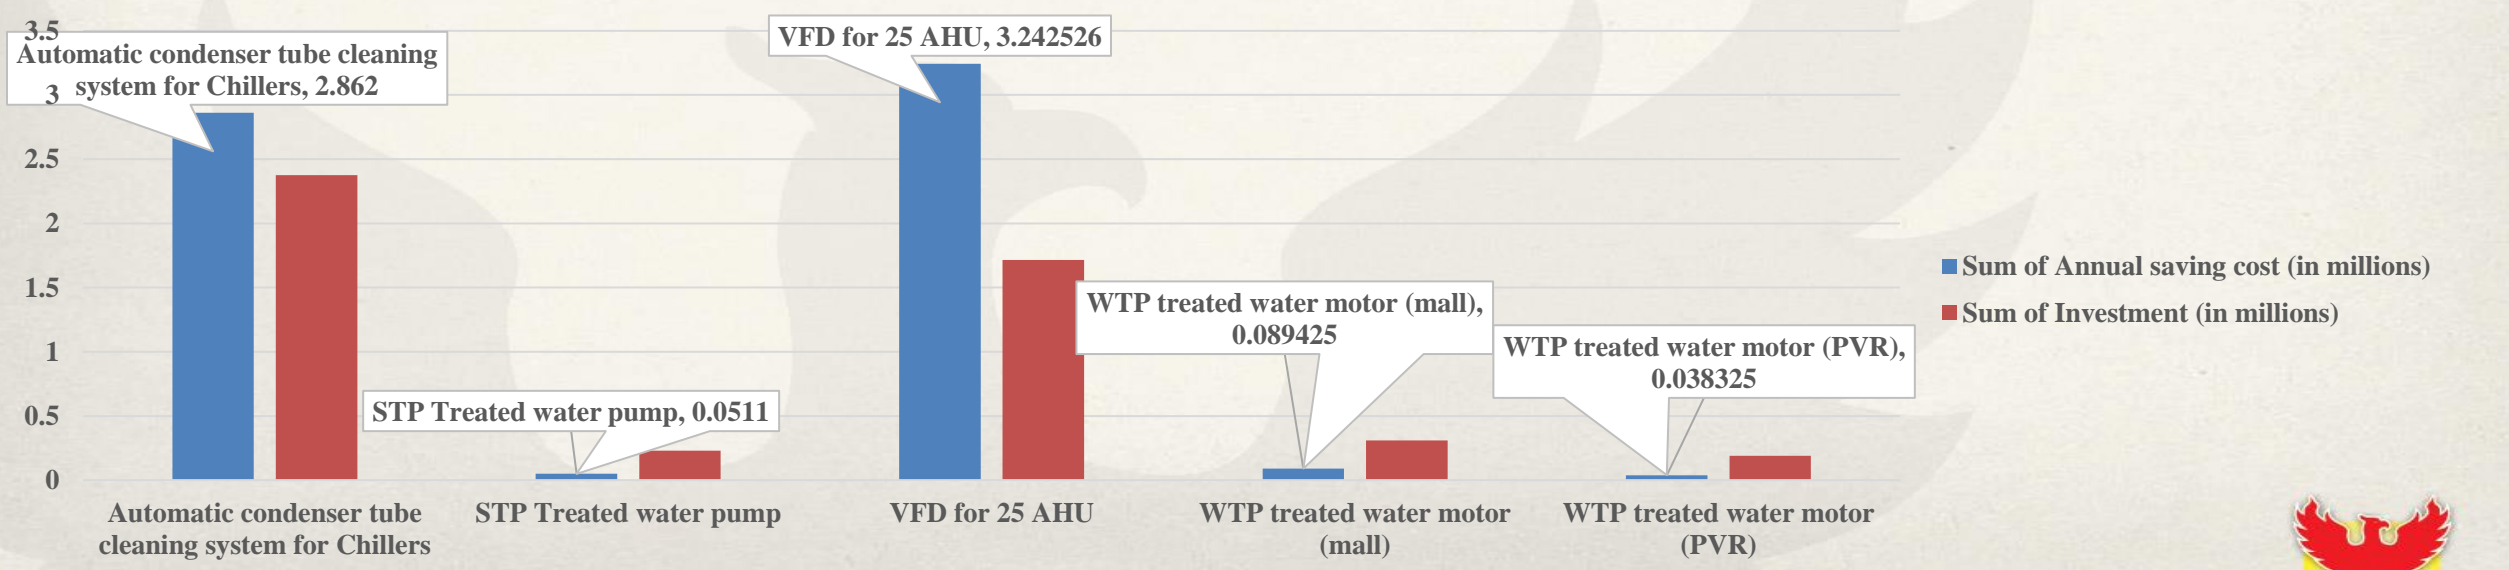 3.5
3
2.5
2
1.5
1
0.5
0
Automatic condenser tube cleaning
system for Chillers, 2.862
STP Treated water pump, 0.0511
VFD for 25 AHU, 3.242526
WTP treated water motor (mall),
0.089425
WTP treated water motor (PVR),
0.038325
Automatic condenser tube
cleaning system for Chillers
STP Treated water pump
VFD for 25 AHU
WTP treated water motor
(mall)
WTP treated water motor
(PVR)
Sum of Annual saving cost (in millions)
Sum of Investment (in millions)